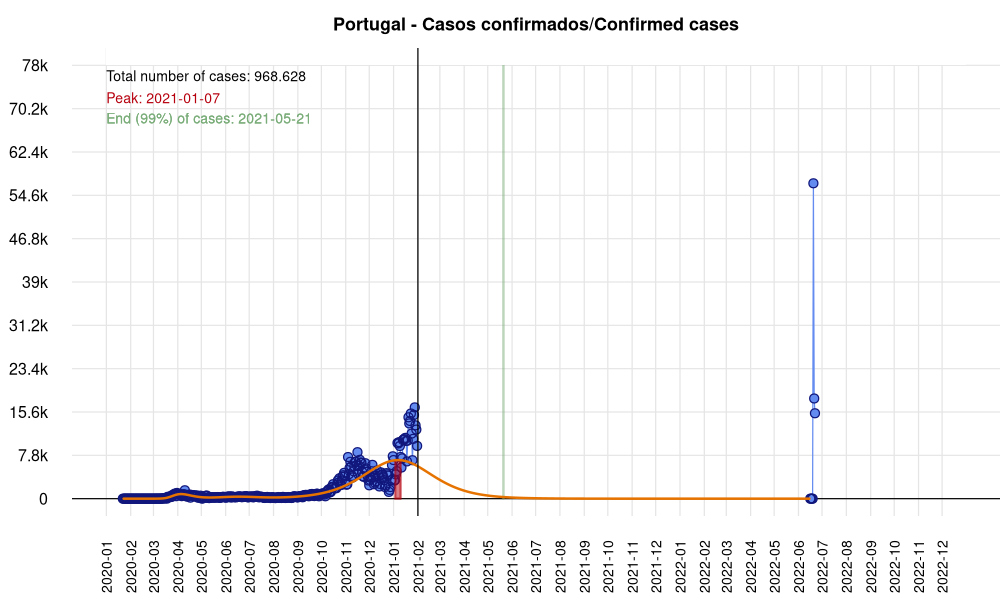 Portugal - Casos confirmados/Confirmed cases
78k
70.2k
62.4k
54.6k
46.8k
39k
31.2k
23.4k
15.6k
7.8k
0
Total number of cases: 968.628
Peak: 2021-01-07
End (99%) of cases: 2021-05-21
2020-01
2020-02
2020-03
2020-04
2020-05
2020-06
2020-07
2020-08
2020-09
2020-10
2020-11
2020-12
2021-01
2021-02
2021-03
2021-04
2021-05
2021-06
2021-07
2021-08
2021-09
2021-10
2021-11
2021-12
2022-01
2022-02
2022-03
2022-04
2022-05
2022-06
2022-07
2022-08
2022-09
2022-10
2022-11
2022-12